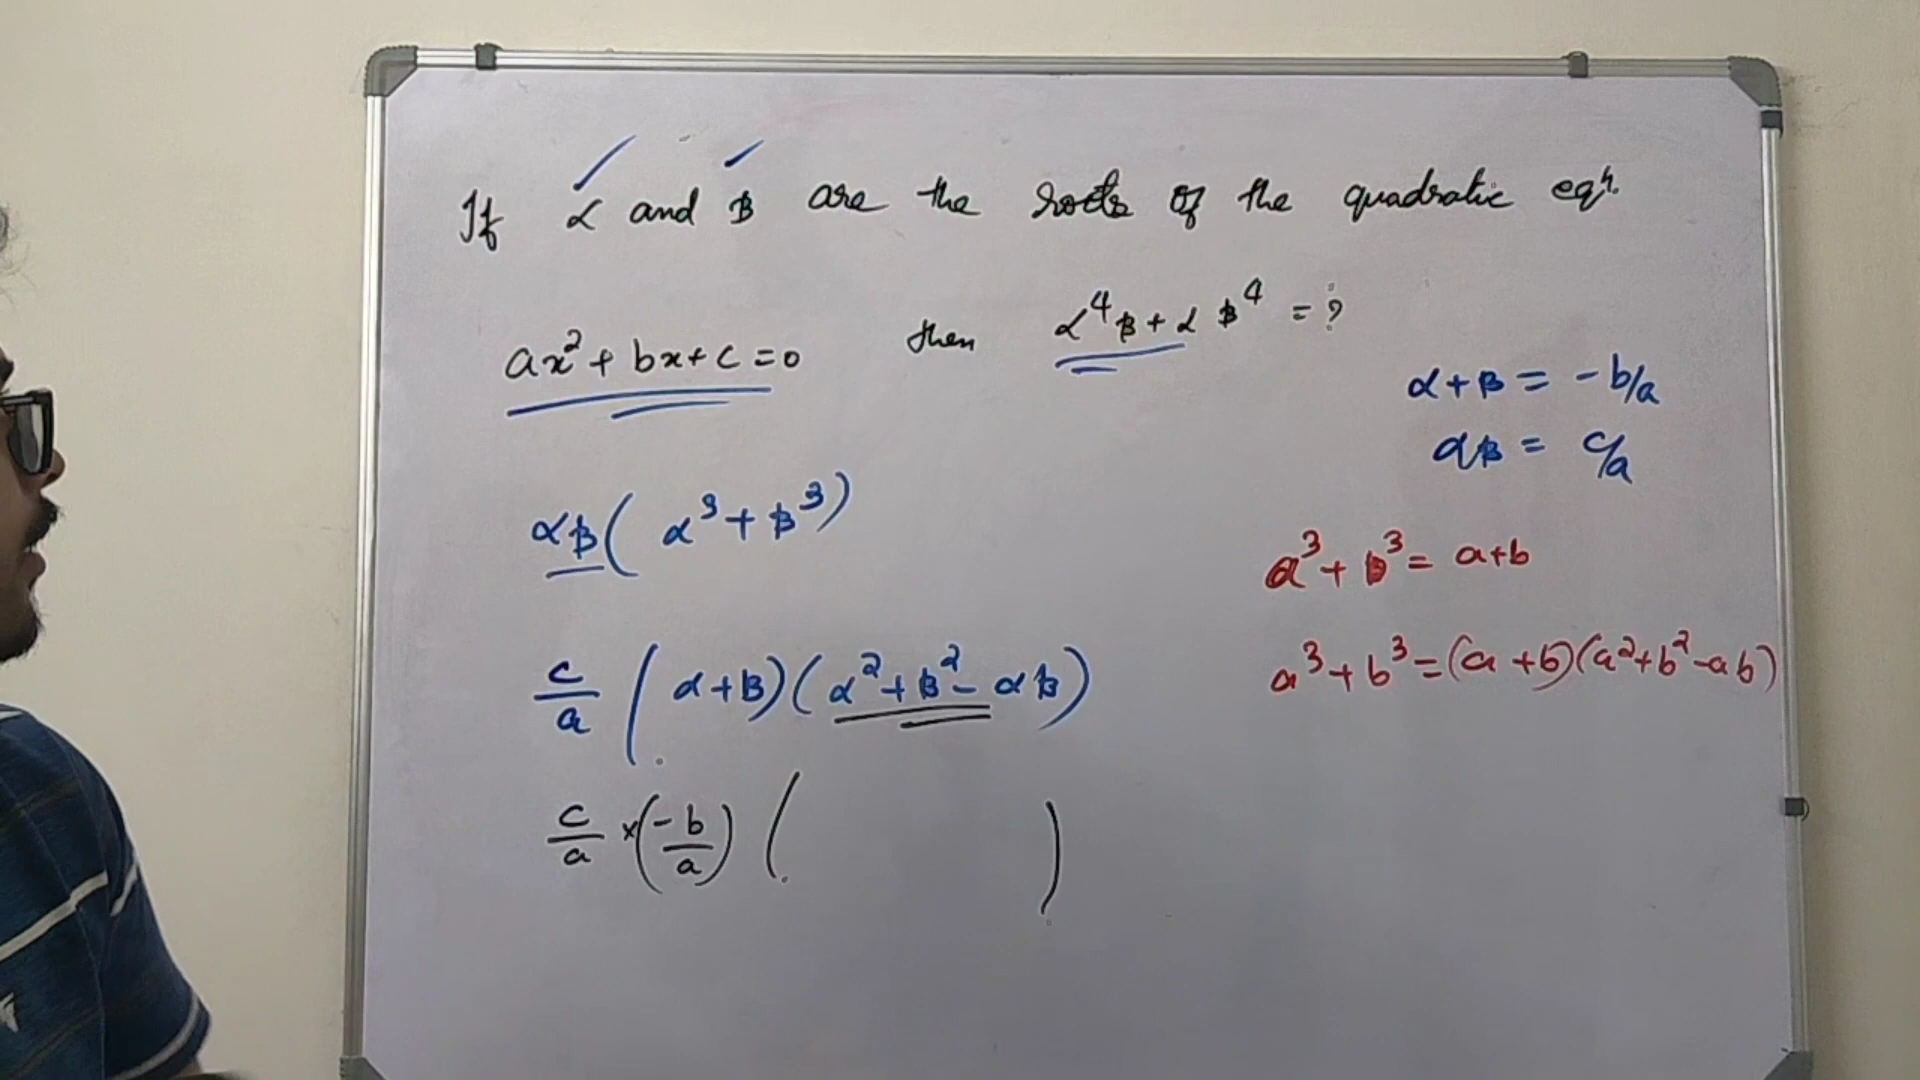 If α and β are the roots of the quadratic eqn.
ax² + bx + c = 0 then α⁴β + αβ⁴ = ?
α + β = -b/a
αβ = c/a
αβ(α³ + β³)
a³ + b³ = a+b
a³ + b³ = (a + b)(a² + b² - ab)
c/a (α + β)(α² + β² - αβ)
c/a × (-b/a) ( )